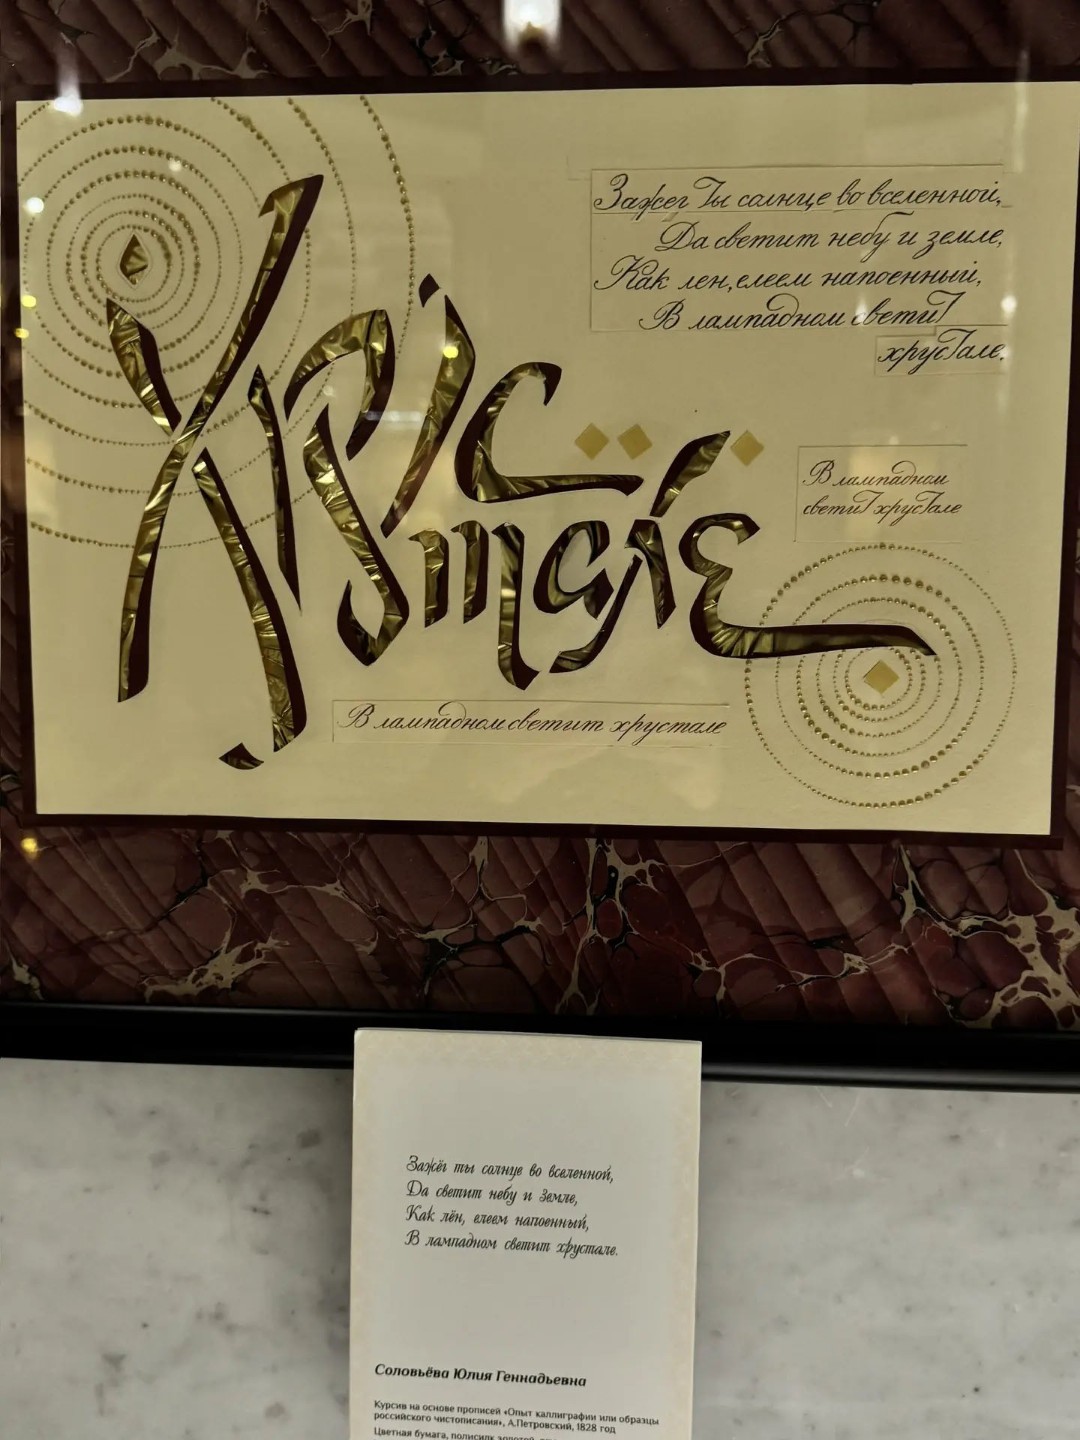 Зажег Ты солнце во вселенной,
Да светит небу и земле,
Как лен, елеем напоенный,
В лампадном светит
хрустале.
Хрустале
В лампадном
светит хрустале
В лампадном светит хрустале
Зажёг ты солнце во вселенной,
Да светит небу и земле,
Как лён, елеем напоенный,
В лампадном светит хрустале.
Соловьёва Юлия Геннадьевна
Курсив на основе прописей «Опыт каллиграфии или образцы
российского чистописания», А.Петровский, 1828 год
Цветная бумага, полисилк золотой,